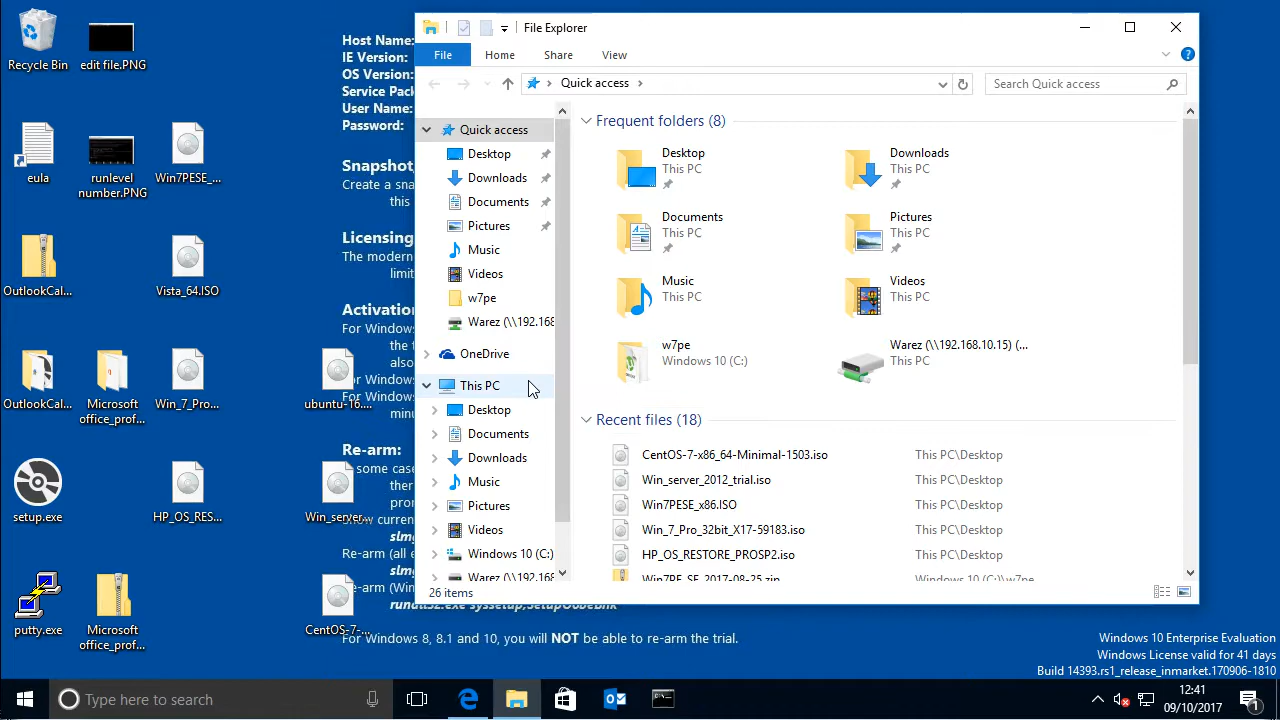 Recycle Bin
edit file.PNG
eula
runlevel
number.PNG
Win7PESE_...
OutlookCal...
Vista_64.ISO
OutlookCal...
Microsoft
office_prof...
Win_7_Pro...
ubuntu-16....
setup.exe
HP_OS_RES...
Win_server...
putty.exe
Microsoft
office_prof...
CentOS-7-...
Host Name:
IE Version:
OS Version:
Service Pack
User Name:
Password:
Snapshot,
Create a sna
this
Licensing
The modern
limit
Activation
For Window
the t
also
For Window
For Window
minu
Re-arm:
some case
ther
pro
ow current
slmg
Re-arm (all e
slmg
e-arm (Win
For Windows 8, 8.1 and 10, you will NOT be able to re-arm the trial.
File Explorer
File
Home
Share
View
Quick access
Search Quick access
Quick access
Desktop
Downloads
Documents
Pictures
Music
Videos
w7pe
Warez (\\192.168
OneDrive
This PC
Desktop
Documents
Downloads
Music
Pictures
Videos
Windows 10 (C:)
Warez (\\192.168
26 items
Frequent folders (8)
Desktop
This PC
Downloads
This PC
Documents
This PC
Pictures
This PC
Music
This PC
Videos
This PC
w7pe
Windows 10 (C:)
Warez (\\192.168.10.15) (...
This PC
Recent files (18)
CentOS-7-x86_64-Minimal-1503.iso This PC\Desktop
Win_server_2012_trial.iso This PC\Desktop
Win7PESE_x86.ISO This PC\Desktop
Win_7_Pro_32bit_X17-59183.iso This PC\Desktop
HP_OS_RESTORE_PROSP2.iso This PC\Desktop
Win7PE_SE_2017-08-25.zip Windows 10 (C:)\w7pe
Windows 10 Enterprise Evaluation
Windows License valid for 41 days
Build 14393.rs1_release_inmarket.170906-1810
Type here to search
12:41
09/10/2017
1